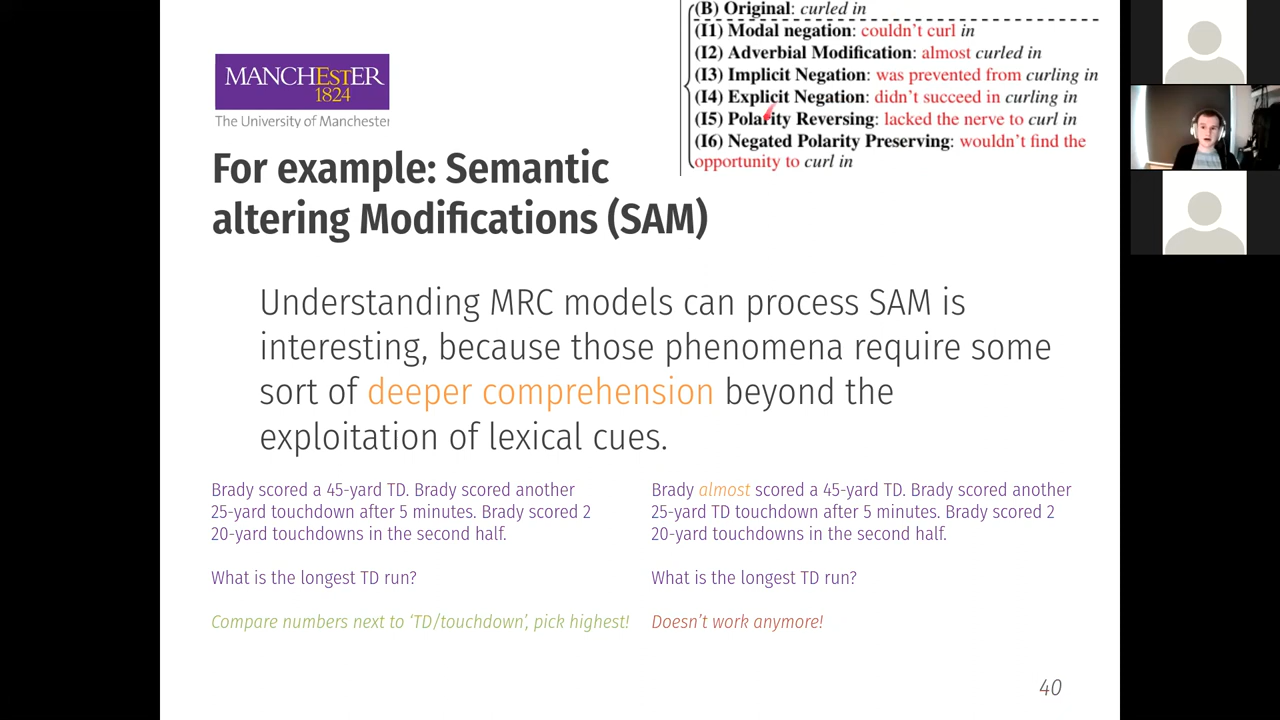 (B) Original: curled in
(I1) Modal negation: couldn't curl in
(I2) Adverbial Modification: almost curled in
(I3) Implicit Negation: was prevented from curling in
(I4) Explicit Negation: didn't succeed in curling in
(I5) Polarity Reversing: lacked the nerve to curl in
(I6) Negated Polarity Preserving: wouldn't find the
opportunity to curl in
MANCHESTER
1824
The University of Manchester
For example: Semantic
altering Modifications (SAM)
Understanding MRC models can process SAM is
interesting, because those phenomena require some
sort of deeper comprehension beyond the
exploitation of lexical cues.
Brady scored a 45-yard TD. Brady scored another
25-yard touchdown after 5 minutes. Brady scored 2
20-yard touchdowns in the second half.
What is the longest TD run?
Compare numbers next to ‘TD/touchdown’, pick highest!
Brady almost scored a 45-yard TD. Brady scored another
25-yard TD touchdown after 5 minutes. Brady scored 2
20-yard touchdowns in the second half.
What is the longest TD run?
Doesn't work anymore!
40